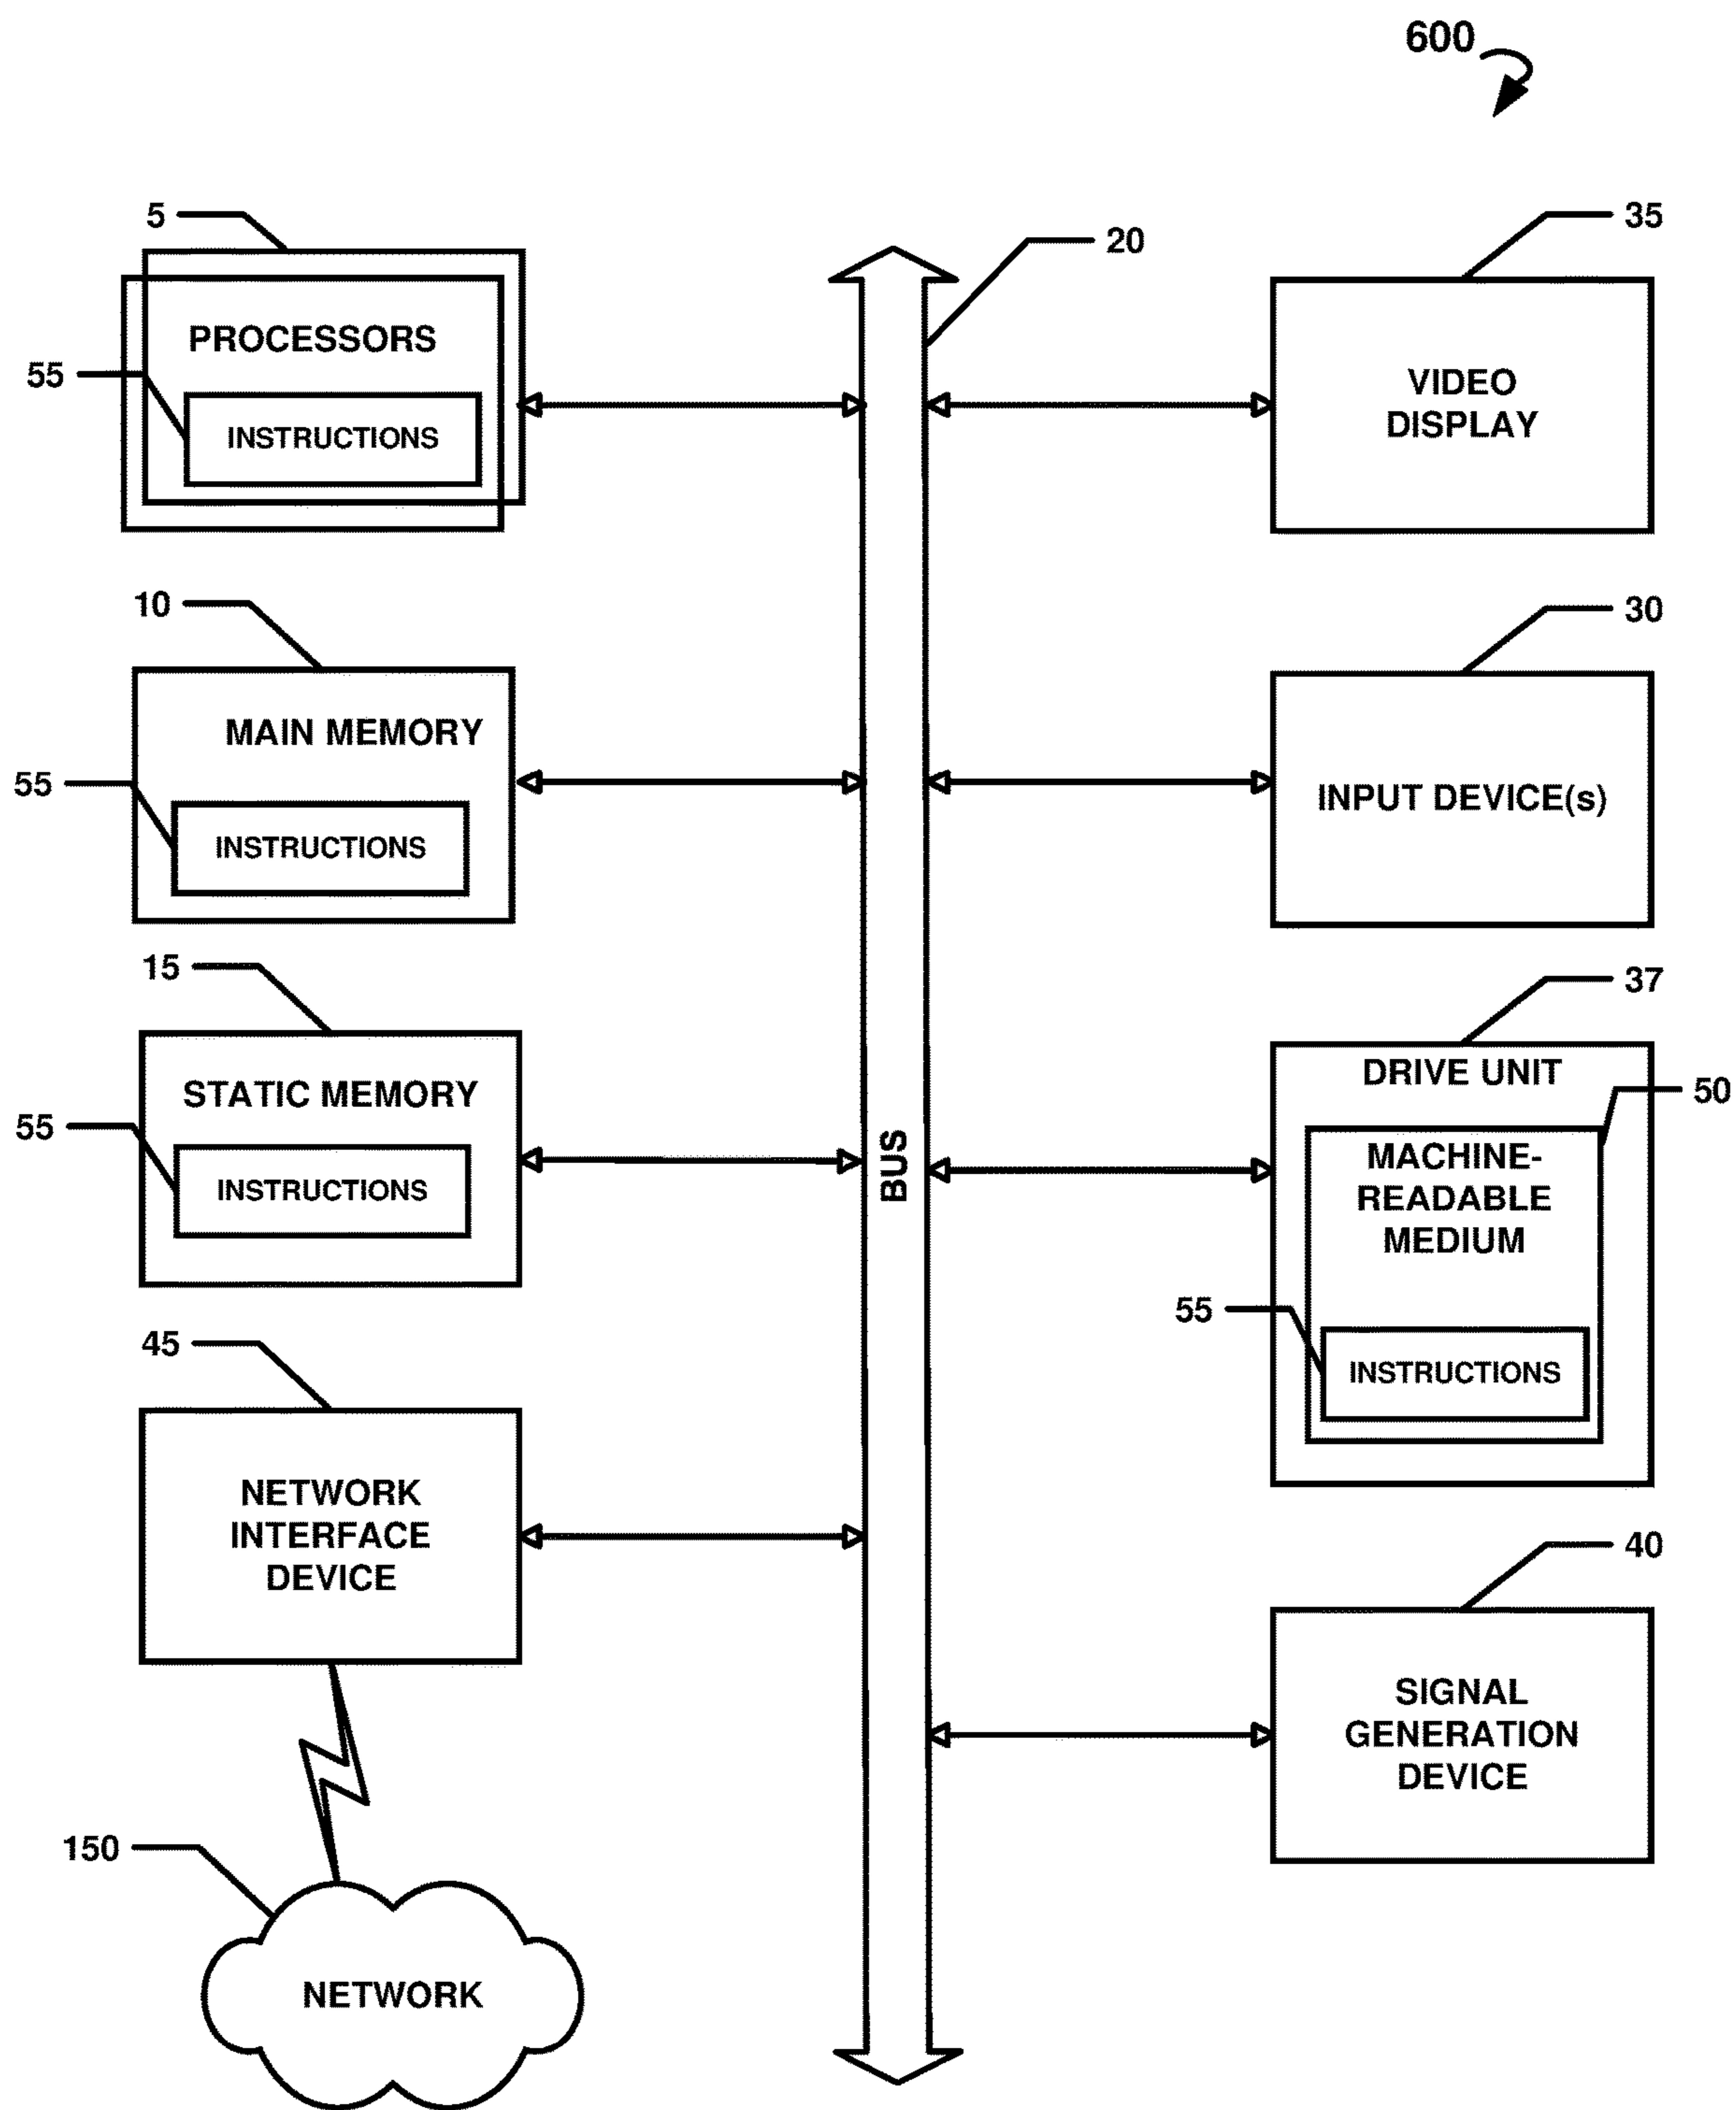 600
5
PROCESSORS
55
INSTRUCTIONS
10
MAIN MEMORY
55
INSTRUCTIONS
15
STATIC MEMORY
55
INSTRUCTIONS
45
NETWORK
INTERFACE
DEVICE
150
NETWORK
20
BUS
35
VIDEO
DISPLAY
30
INPUT DEVICE(s)
37
DRIVE UNIT
50
MACHINE-
READABLE
MEDIUM
55
INSTRUCTIONS
40
SIGNAL
GENERATION
DEVICE